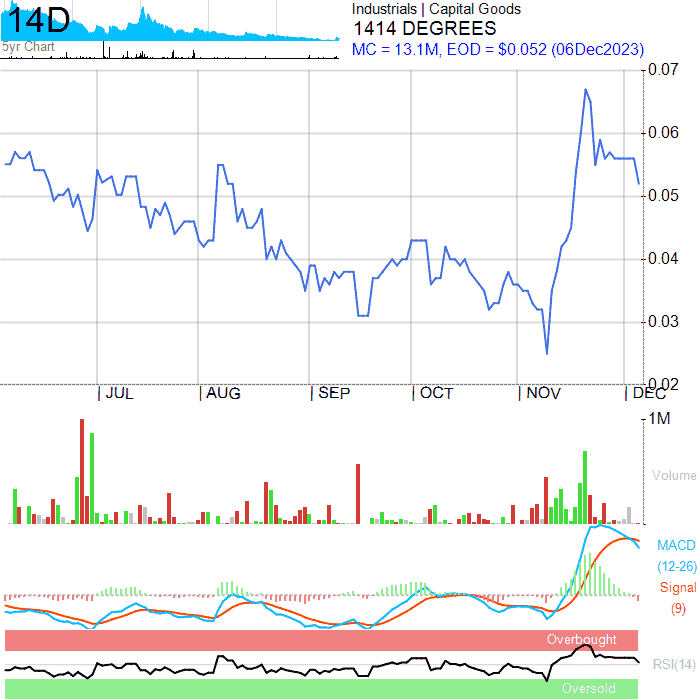 14D
5yr Chart
Industrials | Capital Goods
1414 DEGREES
MC = 13.1M, EOD = $0.052 (06Dec2023)
0.07
0.06
0.05
0.04
0.03
0.02
JUL AUG SEP OCT NOV DEC
1M
Volume
MACD
(12-26)
Signal
(9)
Overbought
RSI(14)
Oversold